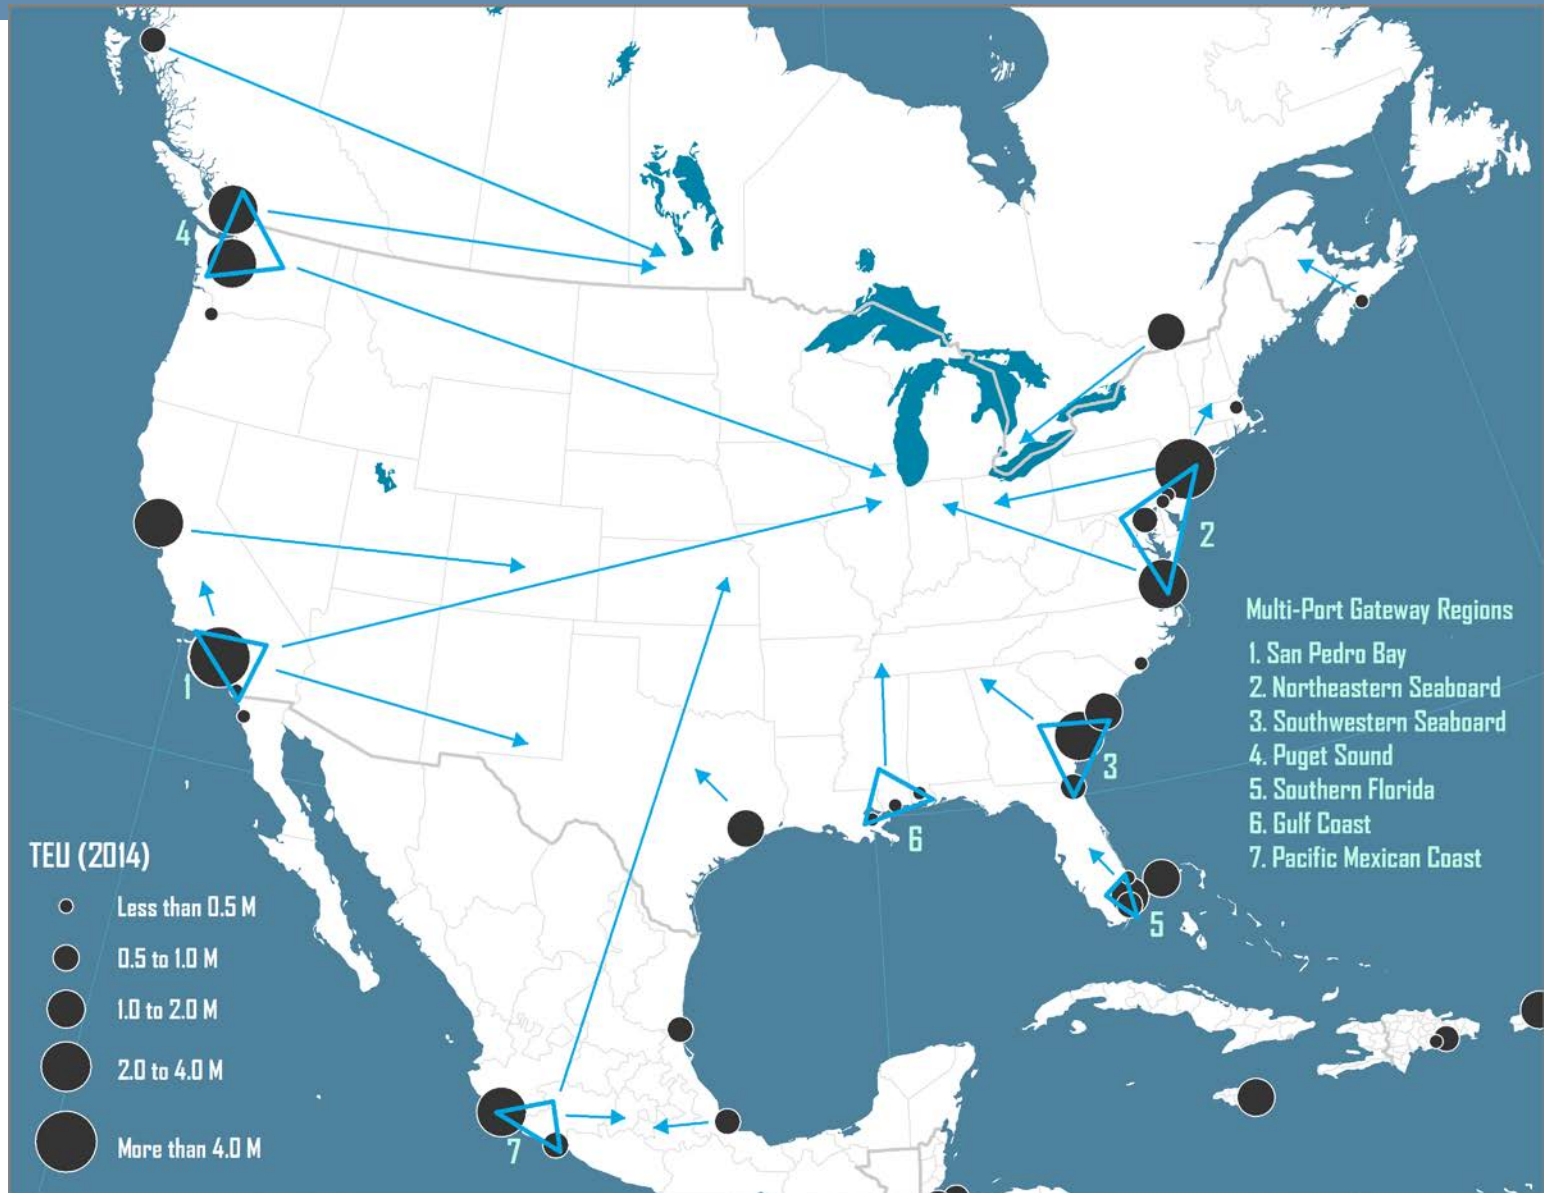 4
2
Multi-Port Gateway Regions
1. San Pedro Bay
2. Northeastern Seaboard
3. Southwestern Seaboard
4. Puget Sound
5. Southern Florida
6. Gulf Coast
7. Pacific Mexican Coast
1
3
6
5
7
TEU (2014)
Less than 0.5 M
0.5 to 1.0 M
1.0 to 2.0 M
2.0 to 4.0 M
More than 4.0 M